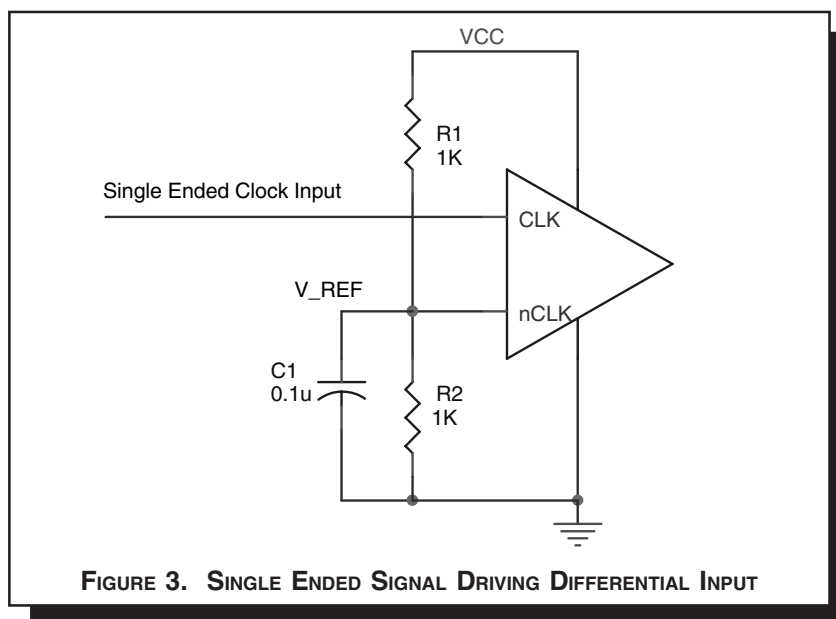 VCC
R1
1K
Single Ended Clock Input
CLK
V_REF
nCLK
C1
0.1u
R2
1K
FIGURE 3. SINGLE ENDED SIGNAL DRIVING DIFFERENTIAL INPUT